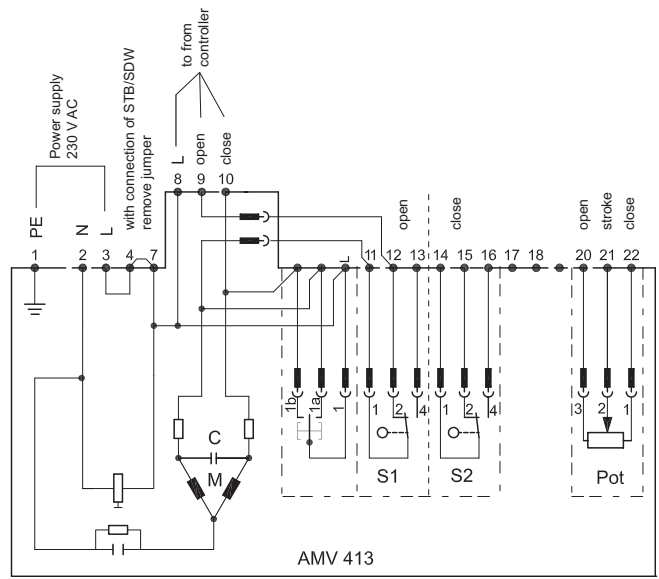 to from
controller
Power supply
230 V AC
with connection of STB/SDW
remove jumper
L
open
close
8 9 10
PE
N
L
open
close
open
stroke
close
1 2 3 4 7
L
11 12 13 14 15 16 17 18 20 21 22
1b 1a 1
1 2 4
1 2 4
3 2 1
C
M
S1
S2
Pot
AMV 413